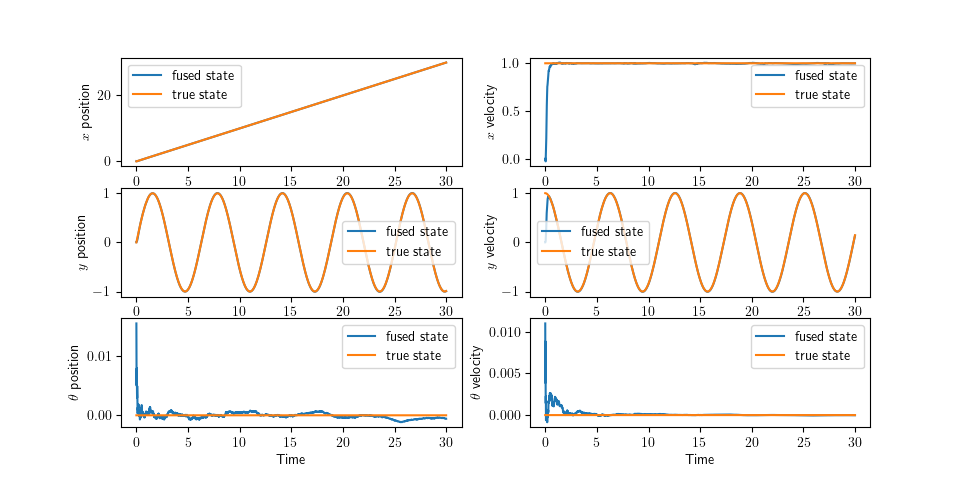 x position
20
0
fused state
true state
0 5 10 15 20 25 30
x velocity
1.0
0.5
0.0
fused state
true state
0 5 10 15 20 25 30
y position
1
0
−1
fused state
true state
0 5 10 15 20 25 30
y velocity
1
0
−1
fused state
true state
0 5 10 15 20 25 30
θ position
0.01
0.00
fused state
true state
0 5 10 15 20 25 30
Time
θ velocity
0.010
0.005
0.000
fused state
true state
0 5 10 15 20 25 30
Time